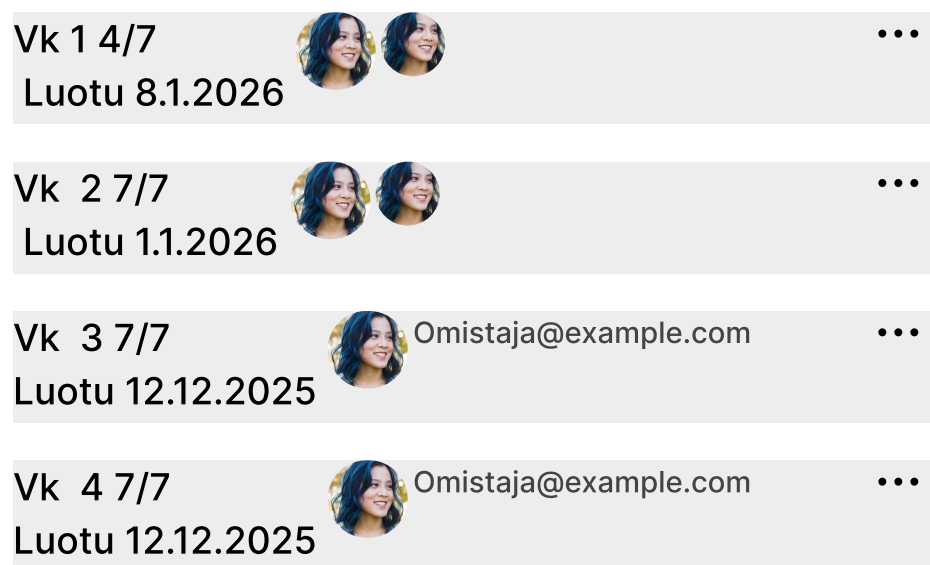 Vk 1 4/7
Luotu 8.1.2026
Vk 2 7/7
Luotu 1.1.2026
Vk 3 7/7
Omistaja@example.com
Luotu 12.12.2025
Vk 4 7/7
Omistaja@example.com
Luotu 12.12.2025